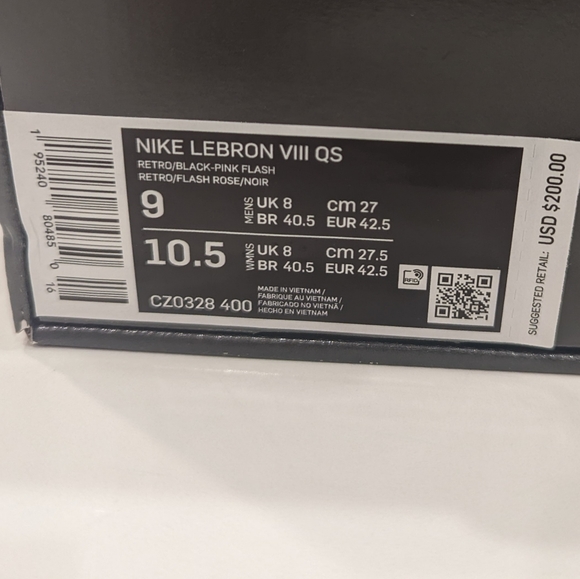 NIKE LEBRON VIII QS
RETRO/BLACK-PINK FLASH
RETRO/FLASH ROSE/NOIR
9 MENS UK 8 cm 27
BR 40.5 EUR 42.5
10.5 WMNS UK 8 cm 27.5
BR 40.5 EUR 42.5
CZ0328 400
MADE IN VIETNAM /
FABRIQUE AU VIETNAM /
FABRICADO NO VIETNÃ /
HECHO EN VIETNAM
RFID
1 95240 80485 0 16
SUGGESTED RETAIL: USD $200.00